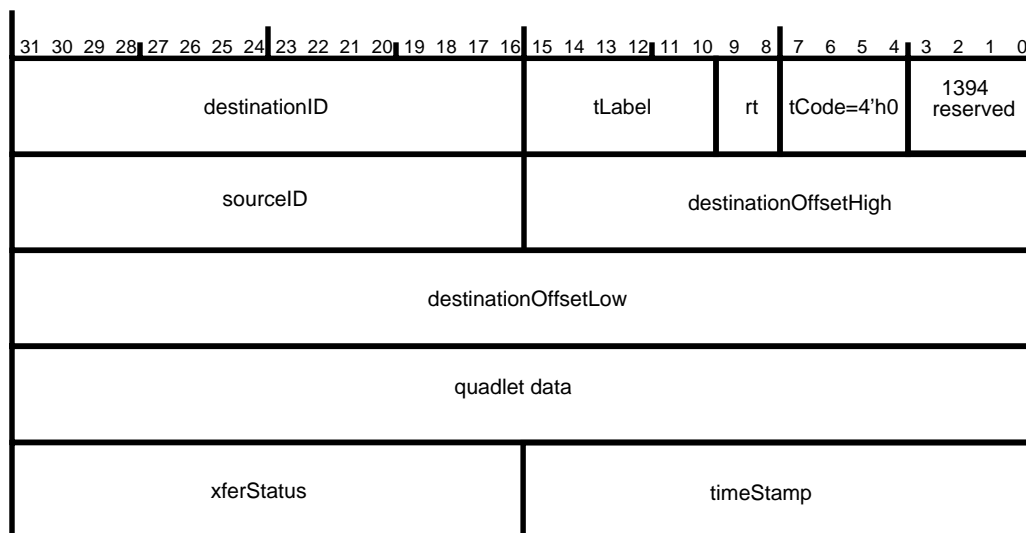 31 30 29 28 27 26 25 24 23 22 21 20 19 18 17 16 15 14 13 12 11 10 9 8 7 6 5 4 3 2 1 0
destinationID tLabel rt tCode=4’h0 1394
reserved
sourceID destinationOffsetHigh
destinationOffsetLow
quadlet data
xferStatus timeStamp